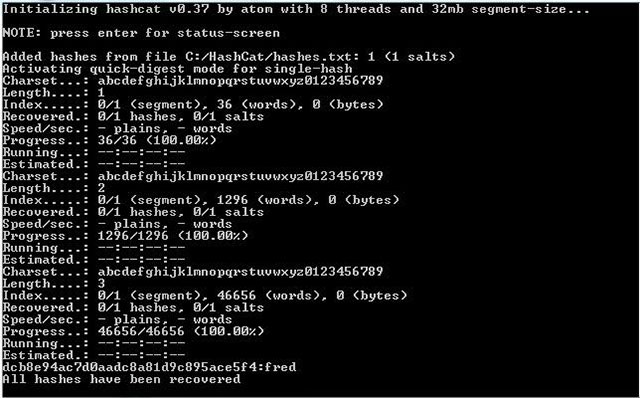 Initializing hashcat v0.37 by atom with 8 threads and 32mb segment-size...
NOTE: press enter for status-screen
Added hashes from file C:/HashCat/hashes.txt: 1 (1 salts)
Activating quick-digest mode for single-hash
Charset...: abcdefghijklmnopqrstuvwxyz0123456789
Length....: 1
Index.....: 0/1 (segment), 36 (words), 0 (bytes)
Recovered.: 0/1 hashes, 0/1 salts
Speed/sec.: - plains, - words
Progress..: 36/36 (100.00%)
Running...: --:--:--:--
Estimated.: --:--:--:--
Charset...: abcdefghijklmnopqrstuvwxyz0123456789
Length....: 2
Index.....: 0/1 (segment), 1296 (words), 0 (bytes)
Recovered.: 0/1 hashes, 0/1 salts
Speed/sec.: - plains, - words
Progress..: 1296/1296 (100.00%)
Running...: --:--:--:--
Estimated.: --:--:--:--
Charset...: abcdefghijklmnopqrstuvwxyz0123456789
Length....: 3
Index.....: 0/1 (segment), 46656 (words), 0 (bytes)
Recovered.: 0/1 hashes, 0/1 salts
Speed/sec.: - plains, - words
Progress..: 46656/46656 (100.00%)
Running...: --:--:--:--
Estimated.: --:--:--:--
dcb8e94ac7d0aadc8a81d9c895ace5f4:fred
All hashes have been recovered